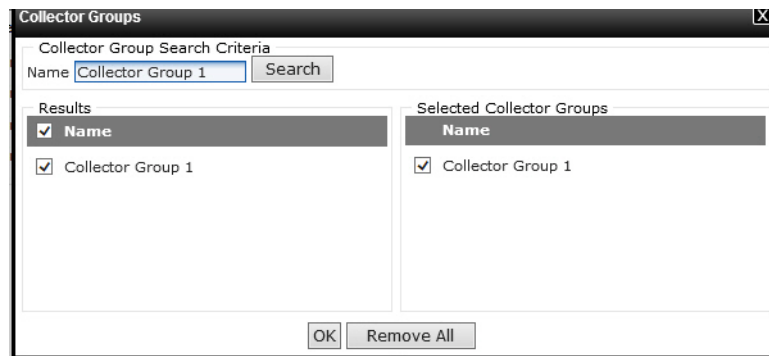 Collector Groups X
Collector Group Search Criteria
Name Collector Group 1 Search
Results
Name
Collector Group 1
Selected Collector Groups
Name
Collector Group 1
OK Remove All